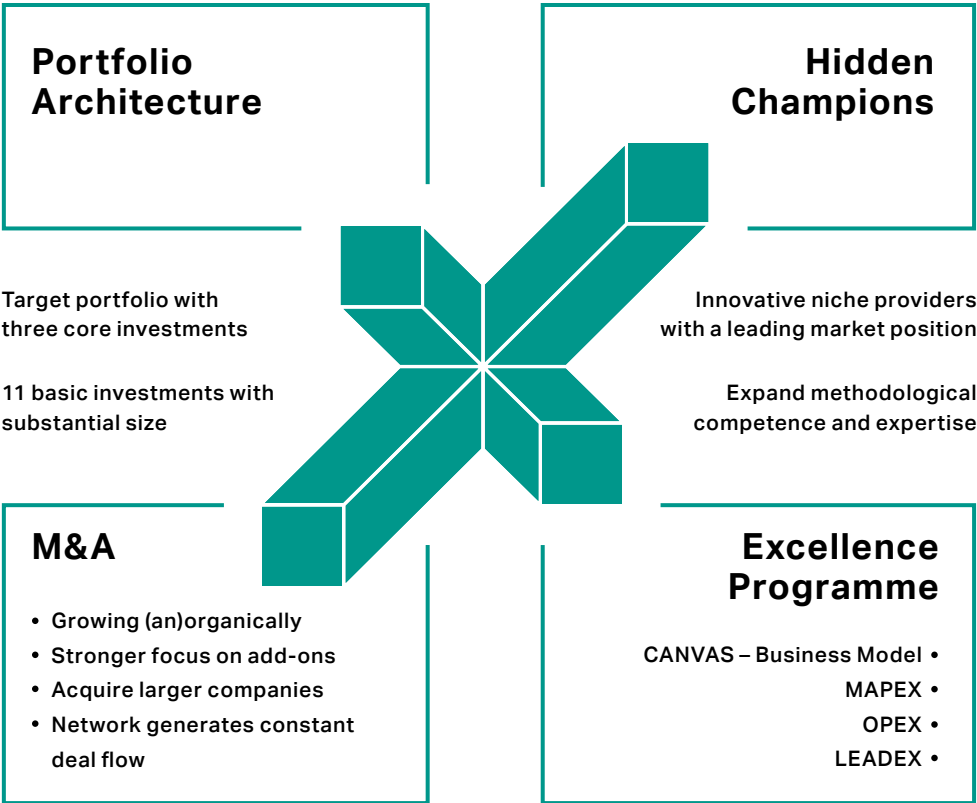 Portfolio
Architecture
Hidden
Champions
Target portfolio with
three core investments
11 basic investments with
substantial size
Innovative niche providers
with a leading market position
Expand methodological
competence and expertise
M&A
• Growing (an)organically
• Stronger focus on add-ons
• Acquire larger companies
• Network generates constant
deal flow
Excellence
Programme
CANVAS – Business Model •
MAPEX •
OPEX •
LEADEX •